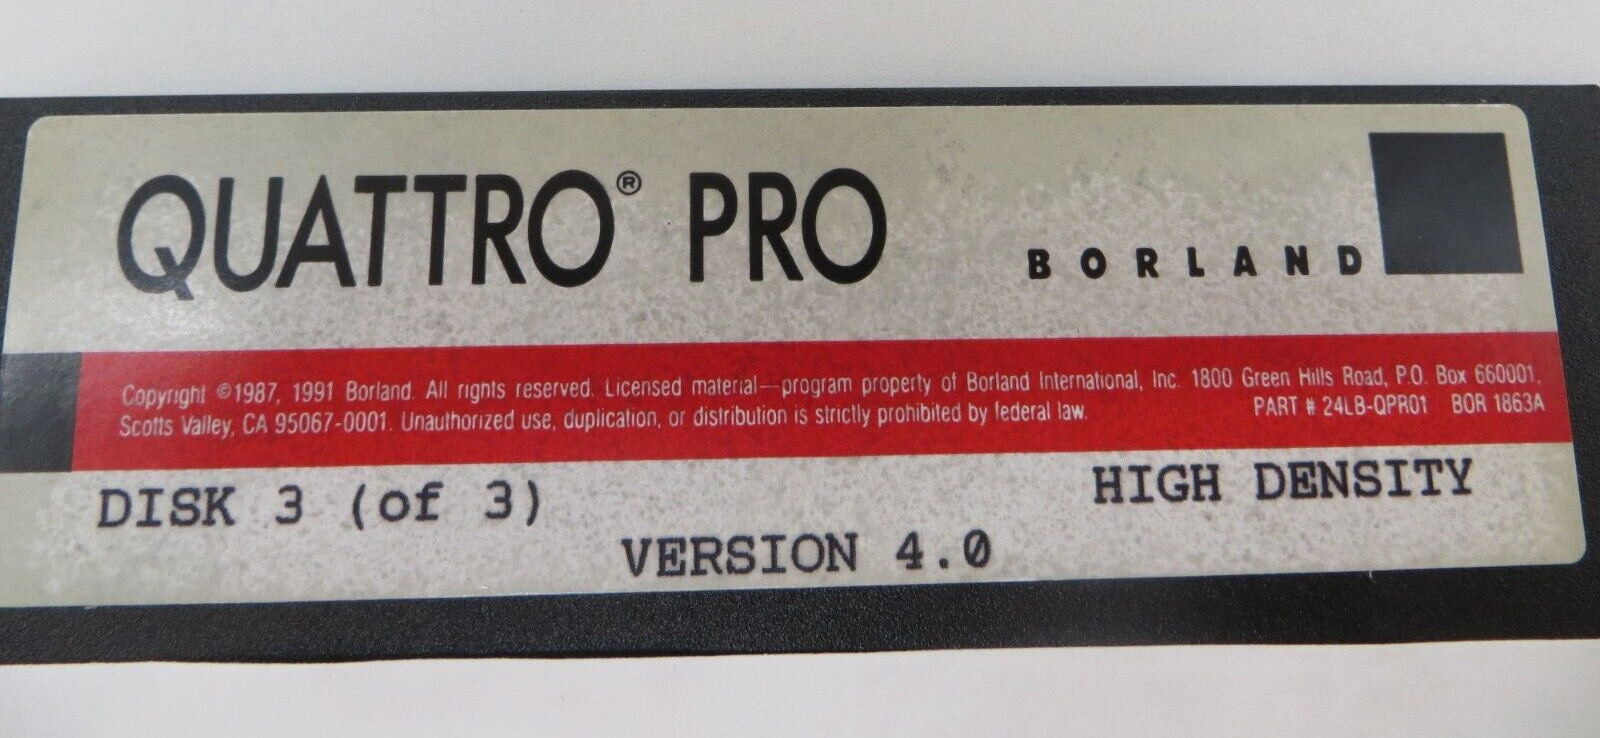 QUATTRO® PRO
BORLAND
Copyright ©1987, 1991 Borland. All rights reserved. Licensed material—program property of Borland International, Inc. 1800 Green Hills Road, P.O. Box 660001,
Scotts Valley, CA 95067-0001. Unauthorized use, duplication, or distribution is strictly prohibited by federal law. PART # 24LB-QPR01 BOR 1863A
DISK 3 (of 3) HIGH DENSITY
VERSION 4.0